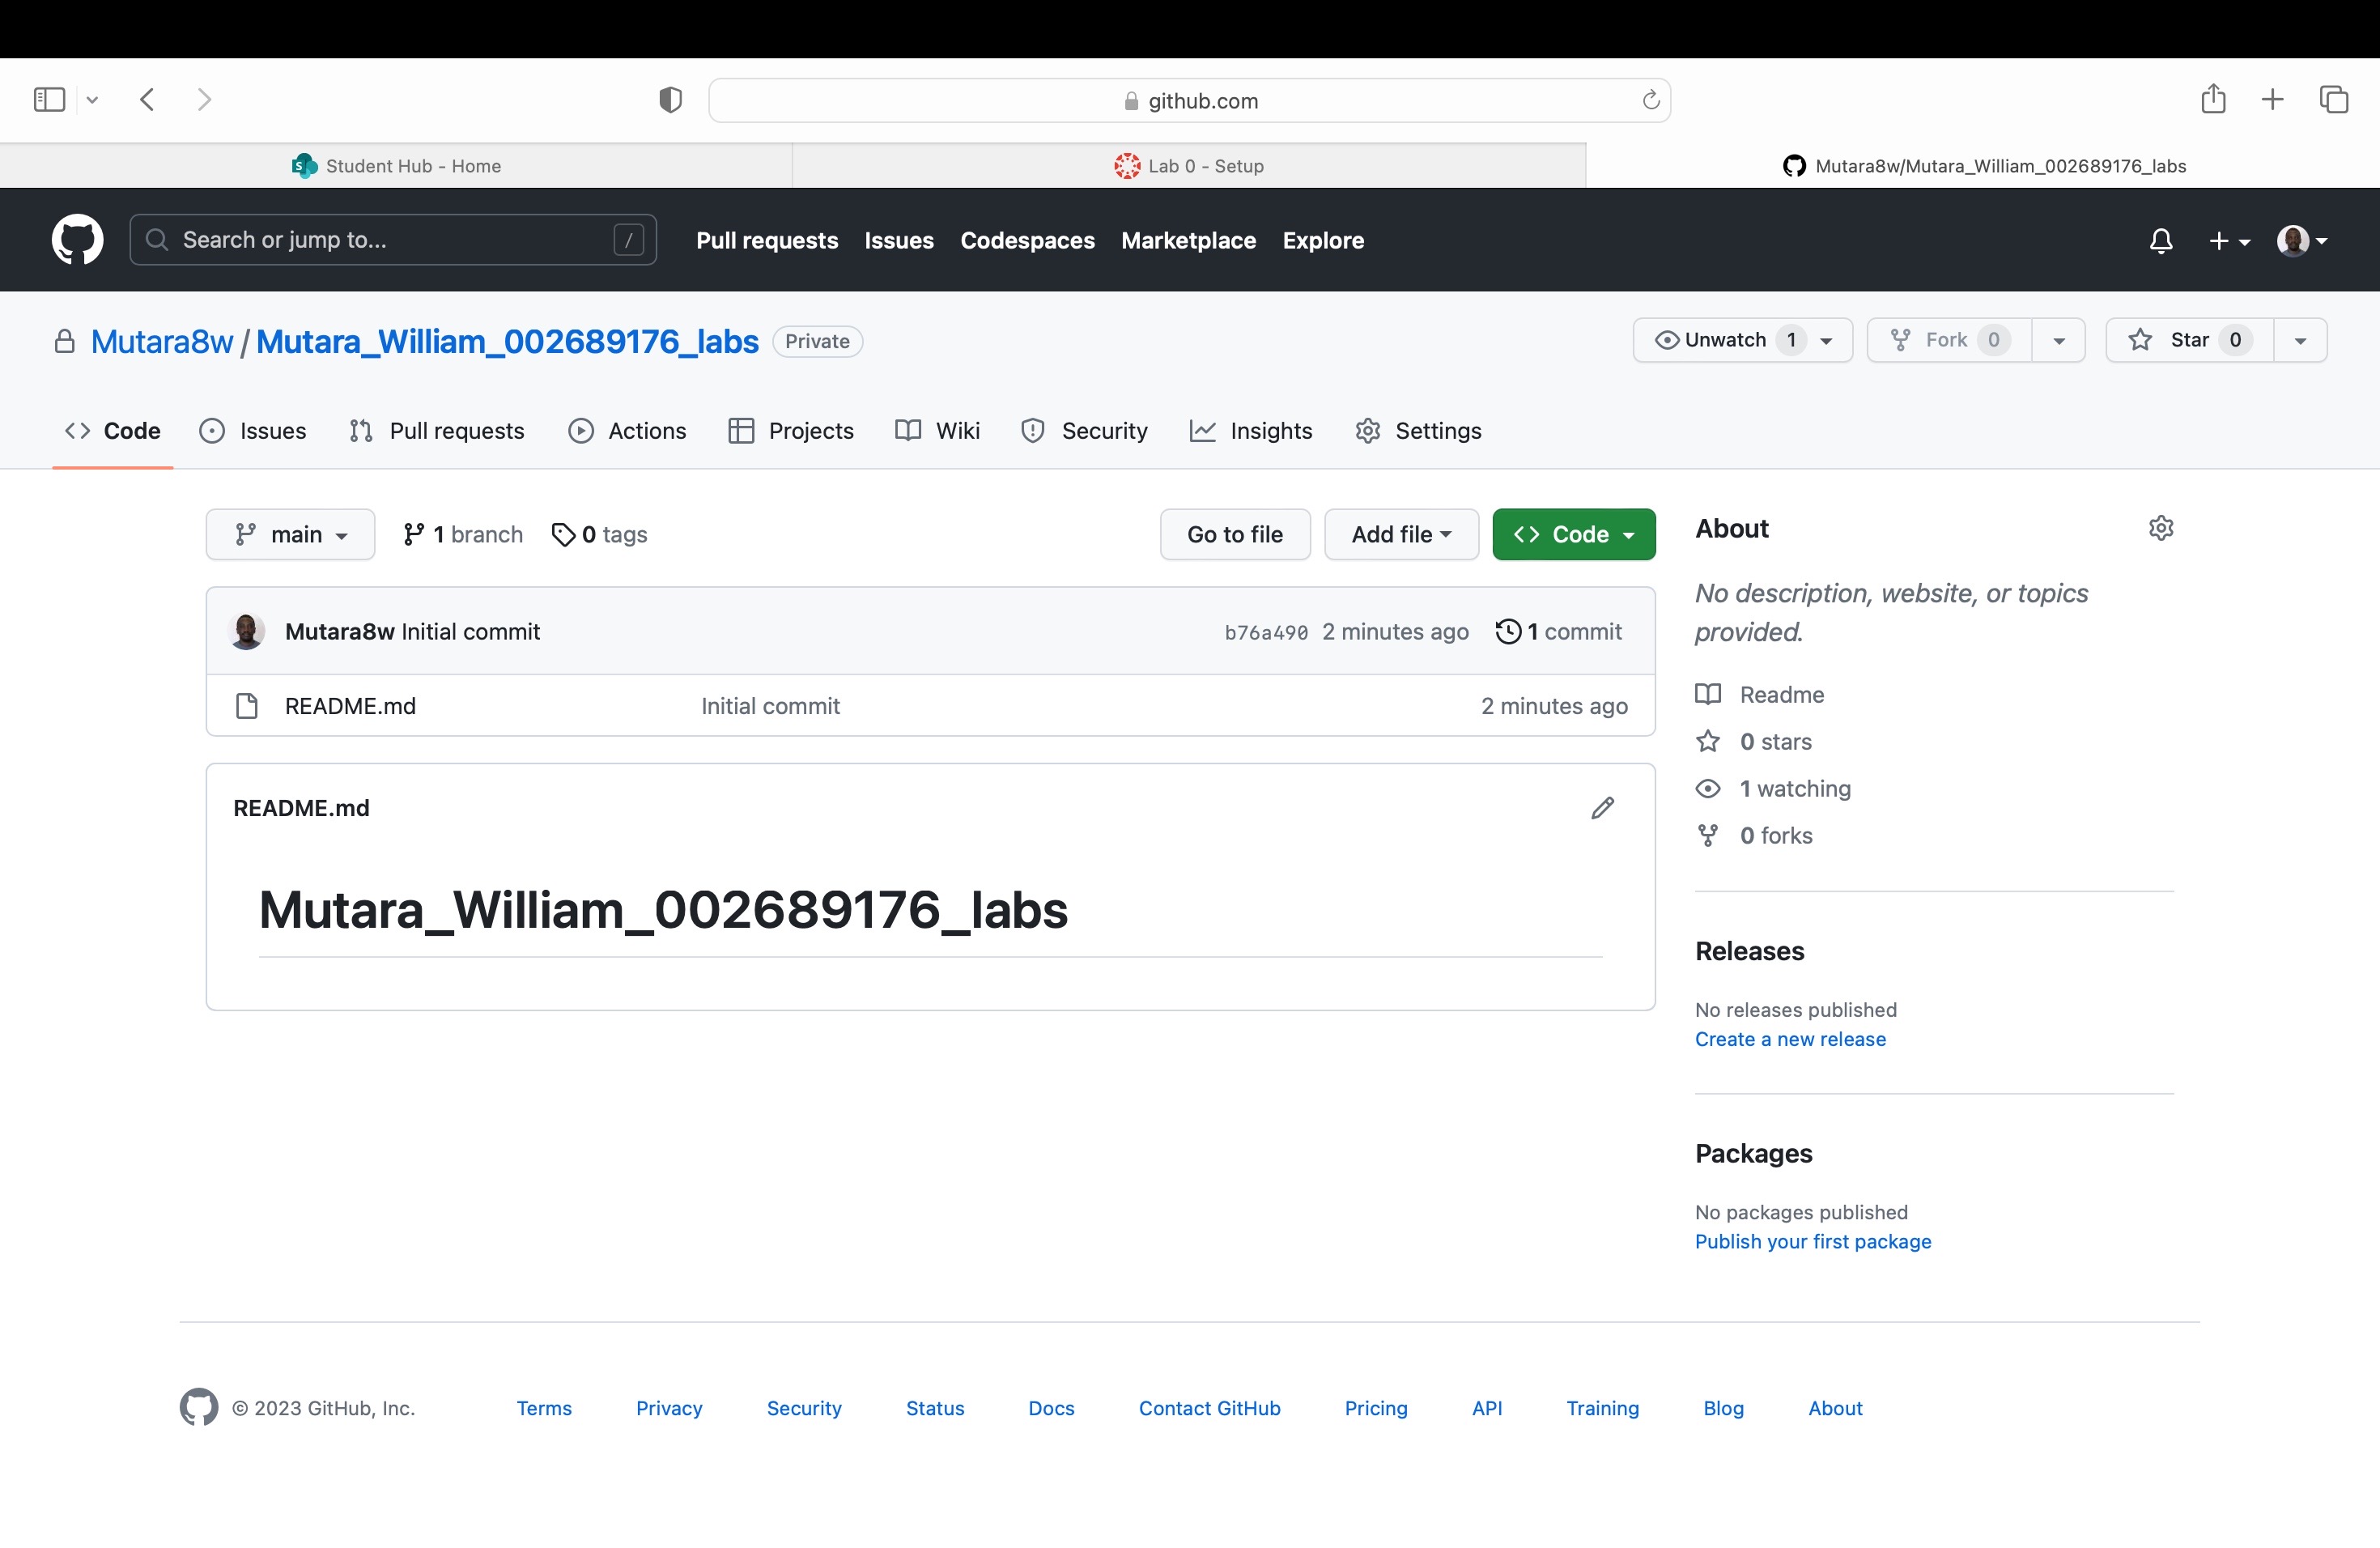 github.com
Student Hub - Home
Lab 0 - Setup
Mutara8w/Mutara_William_002689176_labs
Search or jump to... /
Pull requests Issues Codespaces Marketplace Explore
Mutara8w / Mutara_William_002689176_labs Private
Unwatch 1 Fork 0 Star 0
Code Issues Pull requests Actions Projects Wiki Security Insights Settings
main 1 branch 0 tags Go to file Add file Code
Mutara8w Initial commit b76a490 2 minutes ago 1 commit
README.md Initial commit 2 minutes ago
README.md
Mutara_William_002689176_labs
About
No description, website, or topics
provided.
Readme
0 stars
1 watching
0 forks
Releases
No releases published
Create a new release
Packages
No packages published
Publish your first package
© 2023 GitHub, Inc. Terms Privacy Security Status Docs Contact GitHub Pricing API Training Blog About